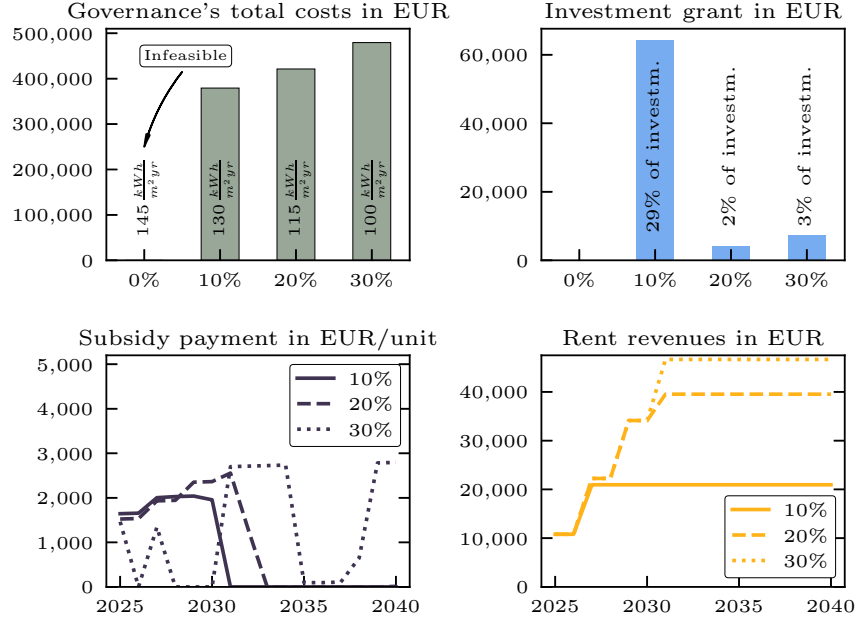 Governance's total costs in EUR
500,000
400,000
300,000
200,000
100,000
0
Infeasible
145 kWh/m²yr
130 kWh/m²yr
115 kWh/m²yr
100 kWh/m²yr
0% 10% 20% 30%
Investment grant in EUR
60,000
40,000
20,000
0
29% of investm.
2% of investm.
3% of investm.
0% 10% 20% 30%
Subsidy payment in EUR/unit
5,000
4,000
3,000
2,000
1,000
0
10%
20%
30%
2025 2030 2035 2040
Rent revenues in EUR
40,000
30,000
20,000
10,000
0
10%
20%
30%
2025 2030 2035 2040